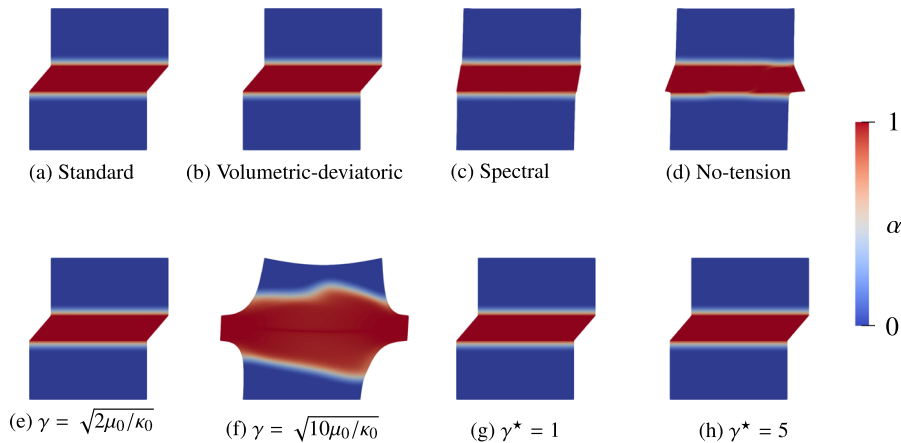 (a) Standard
(b) Volumetric-deviatoric
(c) Spectral
(d) No-tension
1
α
0
(e) γ = √2μ₀/κ₀
(f) γ = √10μ₀/κ₀
(g) γ★ = 1
(h) γ★ = 5